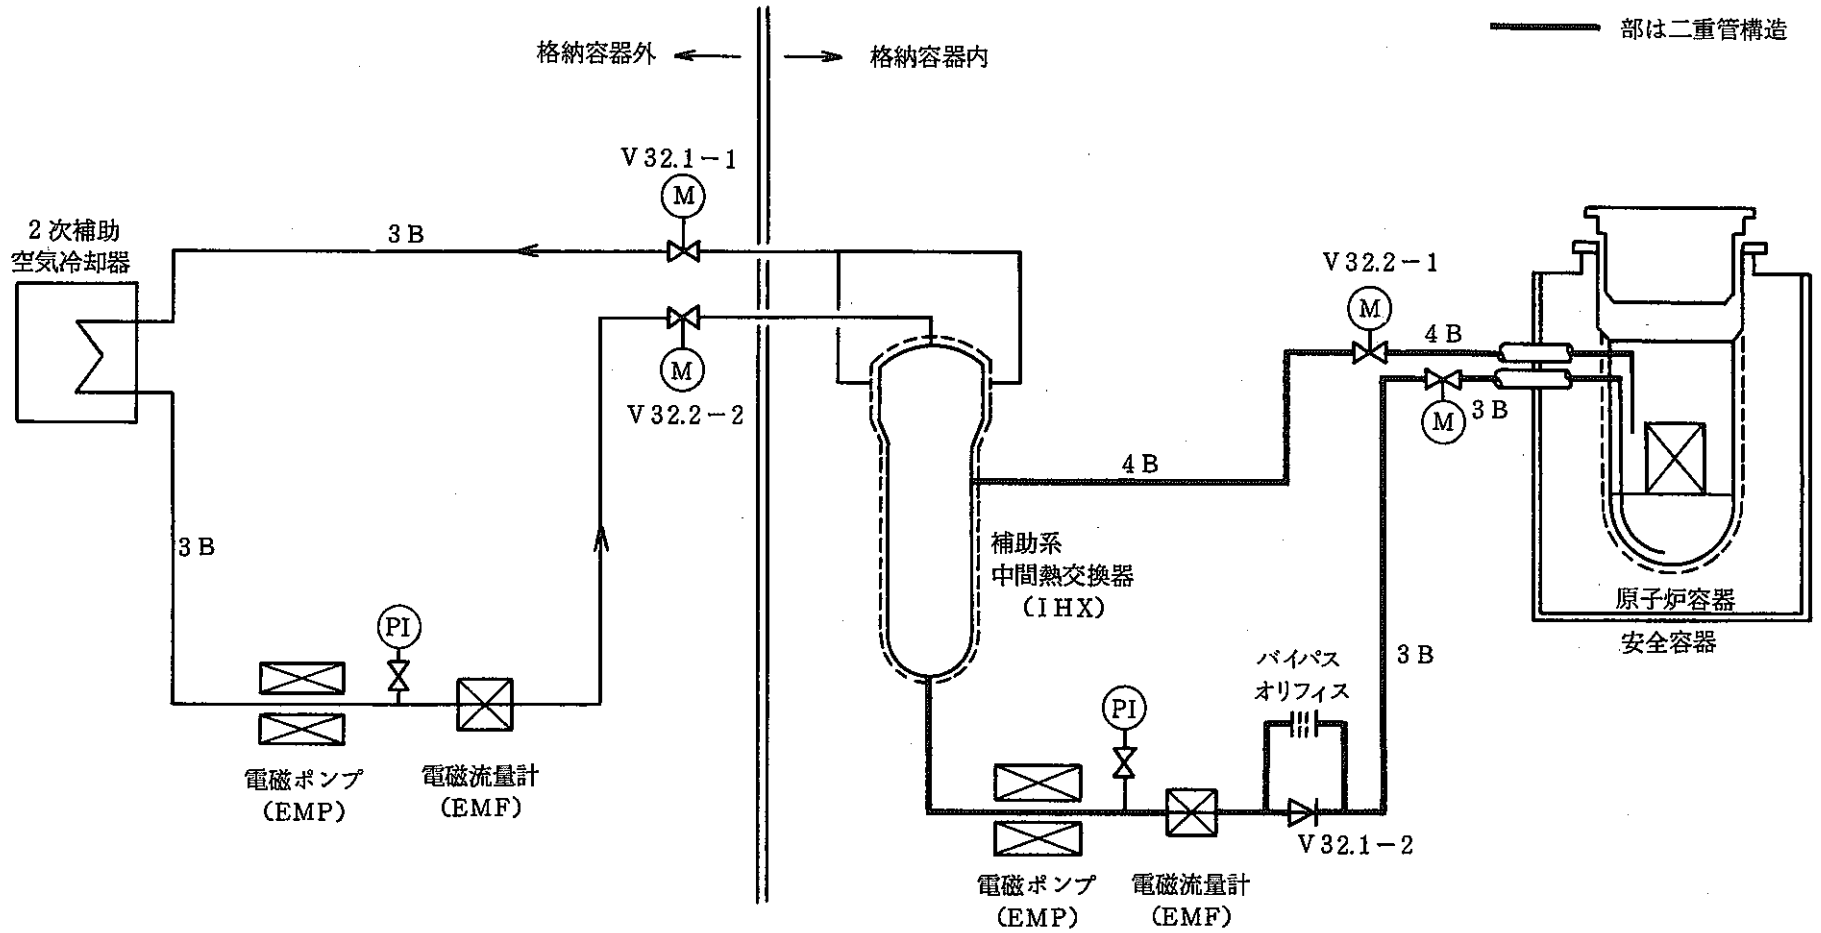 部は二重管構造
格納容器外
格納容器内
V32.1-1
M
2次補助
空気冷却器
3B
M
V32.2-2
V32.2-1
M
4B
3B
M
4B
3B
補助系
中間熱交換器
(IHX)
原子炉容器
安全容器
PI
3B
バイパス
オリフィス
PI
電磁ポンプ
(EMP)
電磁流量計
(EMF)
V32.1-2
電磁ポンプ
(EMP)
電磁流量計
(EMF)